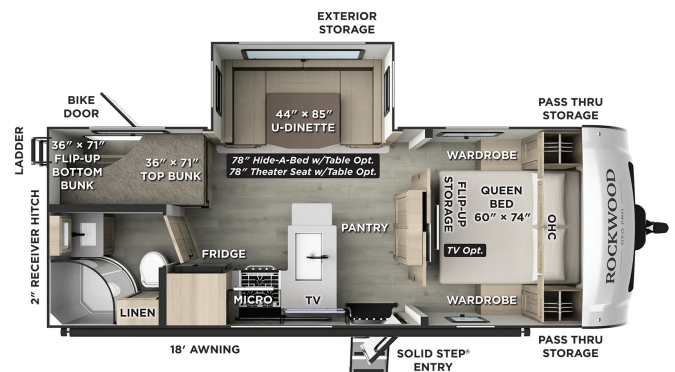 EXTERIOR
STORAGE
BIKE
DOOR
PASS THRU
STORAGE
LADDER
44" × 85"
U-DINETTE
36" × 71"
FLIP-UP
BOTTOM
BUNK
36" × 71"
TOP BUNK
78" Hide-A-Bed w/Table Opt.
78" Theater Seat w/Table Opt.
WARDROBE
FLIP-UP
STORAGE
QUEEN
BED
60" × 74"
OHC
ROCKWOOD
GEO PRO
2" RECEIVER HITCH
PANTRY
TV Opt.
FRIDGE
MICRO
TV
WARDROBE
LINEN
18' AWNING
SOLID STEP®
ENTRY
PASS THRU
STORAGE